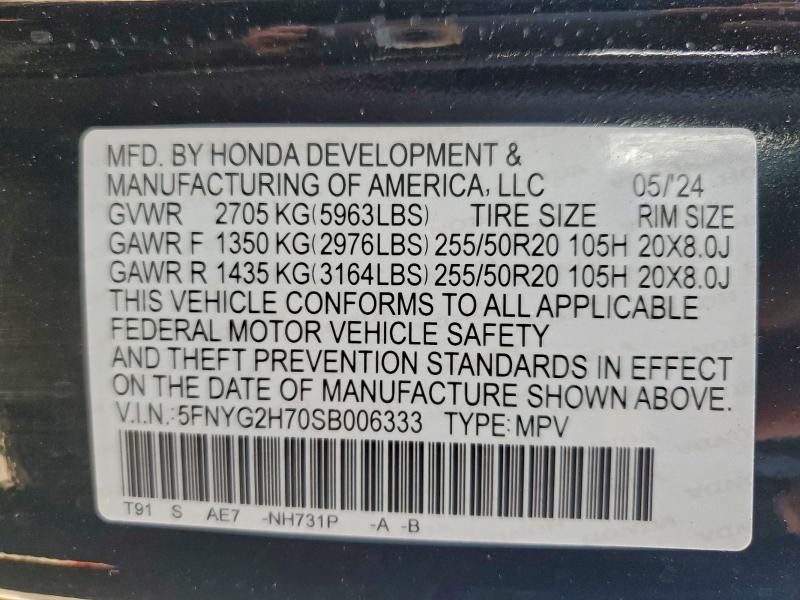 MFD. BY HONDA DEVELOPMENT &
MANUFACTURING OF AMERICA, LLC 05/'24
GVWR 2705 KG(5963LBS) TIRE SIZE RIM SIZE
GAWR F 1350 KG(2976LBS) 255/50R20 105H 20X8.0J
GAWR R 1435 KG(3164LBS) 255/50R20 105H 20X8.0J
THIS VEHICLE CONFORMS TO ALL APPLICABLE
FEDERAL MOTOR VEHICLE SAFETY
AND THEFT PREVENTION STANDARDS IN EFFECT
ON THE DATE OF MANUFACTURE SHOWN ABOVE.
V.I.N.:5FNYG2H70SB006333 TYPE:MPV
T91 S AE7 -NH731P -A -B